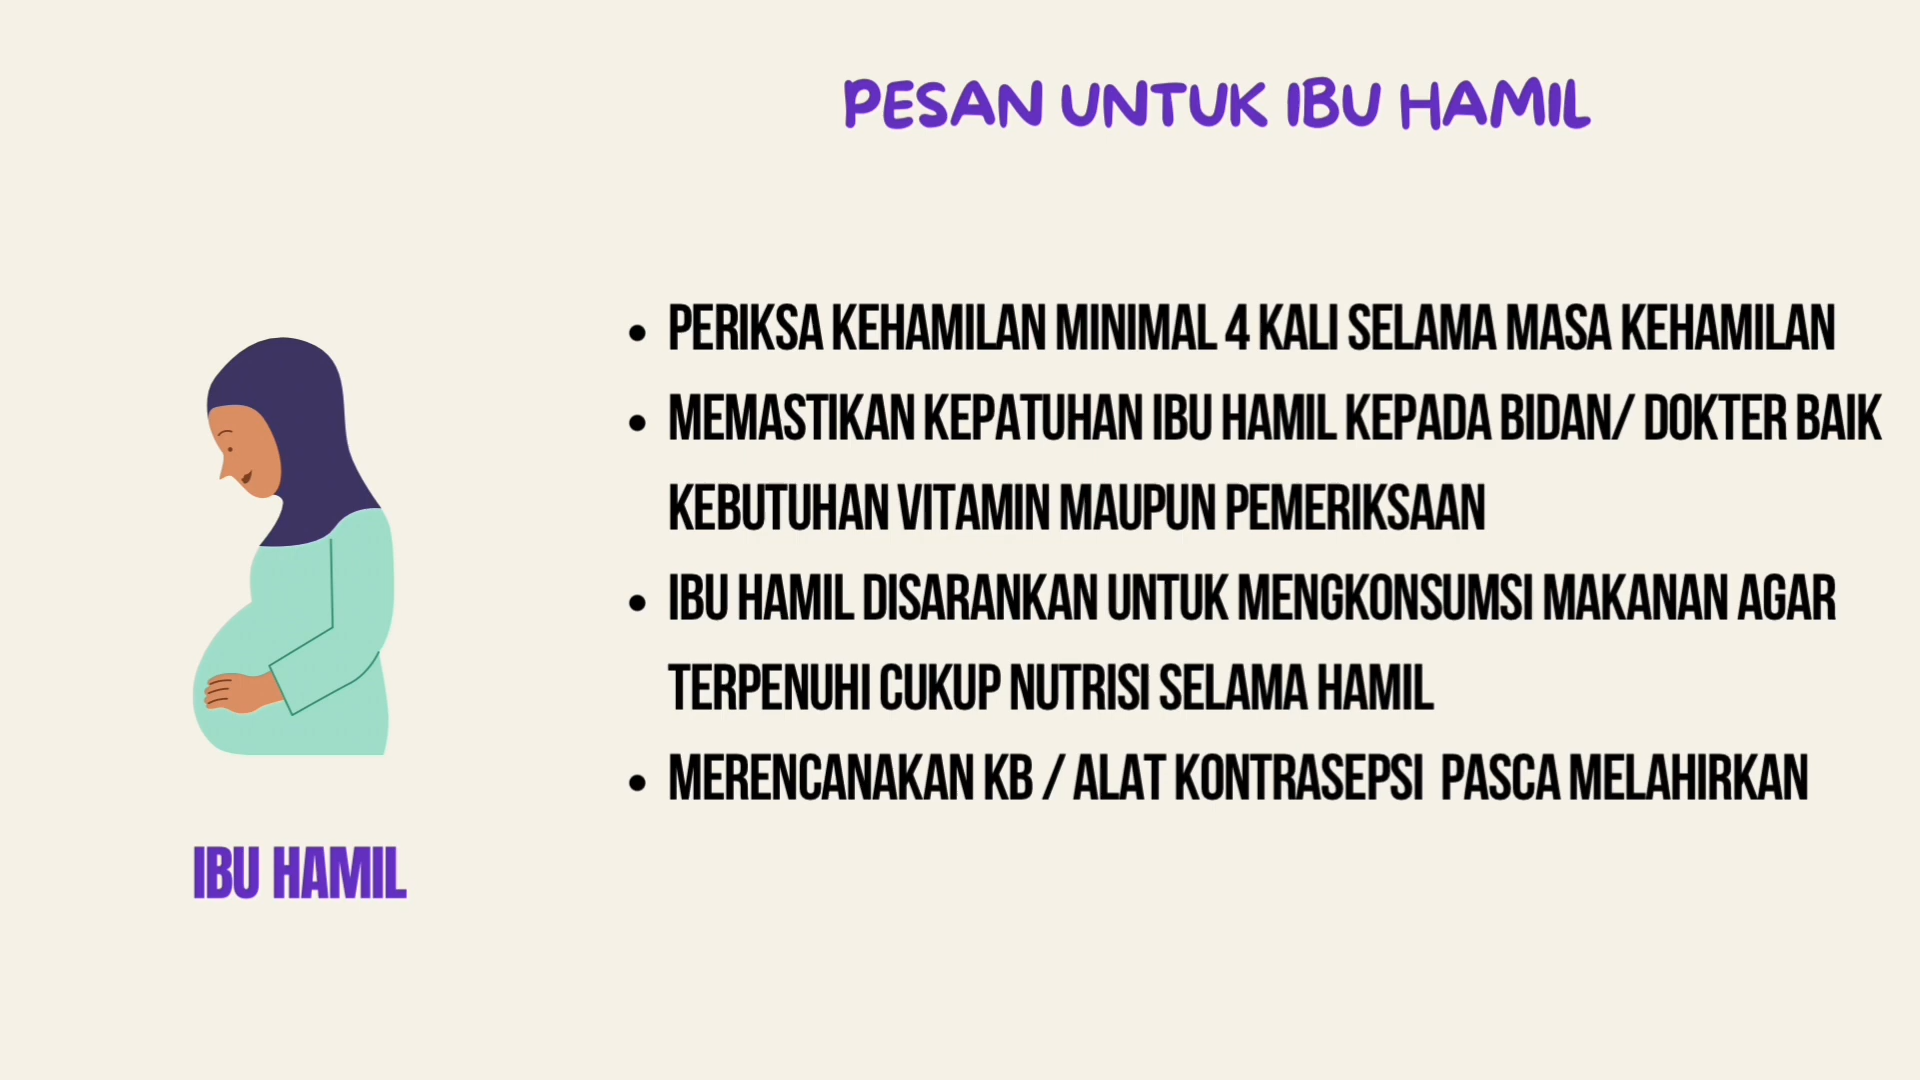 PESAN UNTUK IBU HAMIL
• PERIKSA KEHAMILAN MINIMAL 4 KALI SELAMA MASA KEHAMILAN
• MEMASTIKAN KEPATUHAN IBU HAMIL KEPADA BIDAN/ DOKTER BAIK
KEBUTUHAN VITAMIN MAUPUN PEMERIKSAAN
• IBU HAMIL DISARANKAN UNTUK MENGKONSUMSI MAKANAN AGAR
TERPENUHI CUKUP NUTRISI SELAMA HAMIL
• MERENCANAKAN KB / ALAT KONTRASEPSI  PASCA MELAHIRKAN
IBU HAMIL